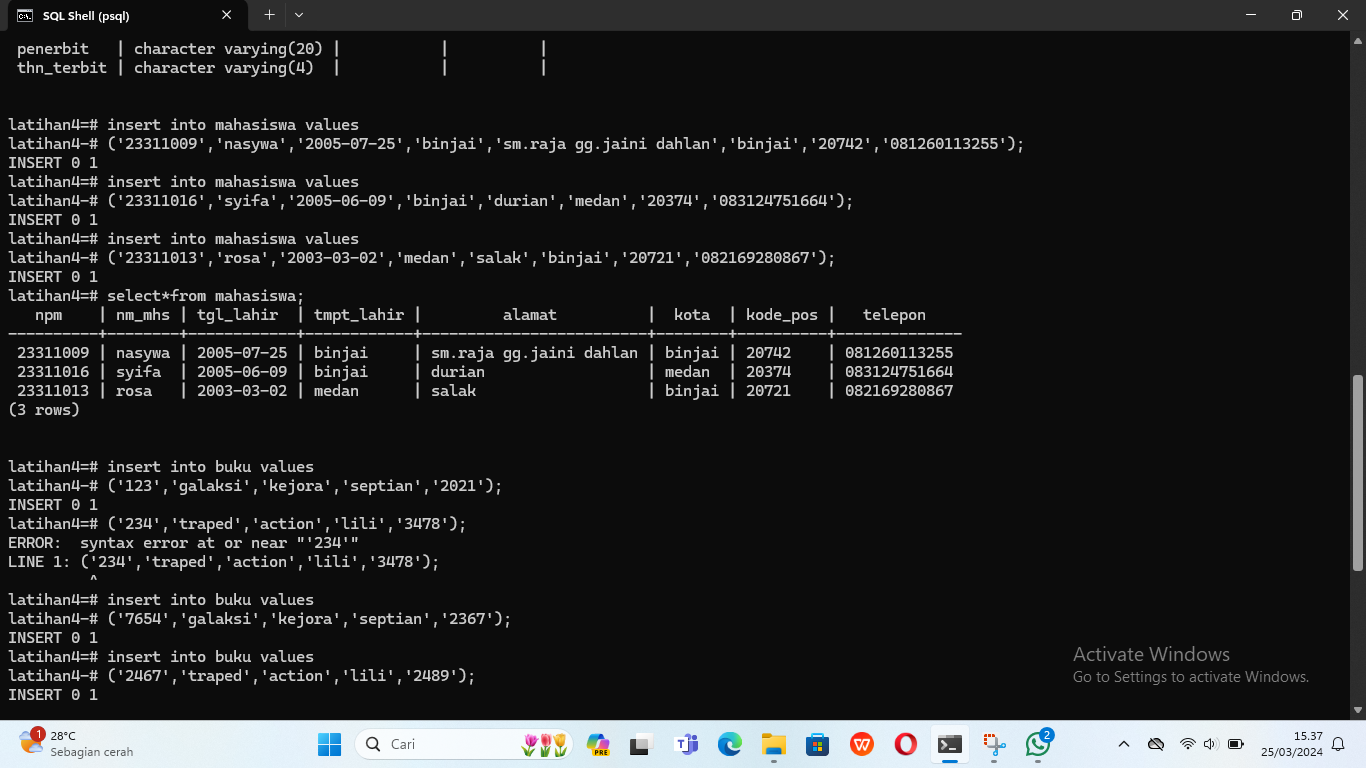 SQL Shell (psql)
penerbit | character varying(20) | | |
thn_terbit | character varying(4) | | |
latihan4=# insert into mahasiswa values
latihan4-# ('23311009','nasywa','2005-07-25','binjai','sm.raja gg.jaini dahlan','binjai','20742','081260113255');
INSERT 0 1
latihan4=# insert into mahasiswa values
latihan4-# ('23311016','syifa','2005-06-09','binjai','durian','medan','20374','083124751664');
INSERT 0 1
latihan4=# insert into mahasiswa values
latihan4-# ('23311013','rosa','2003-03-02','medan','salak','binjai','20721','082169280867');
INSERT 0 1
latihan4=# select*from mahasiswa;
npm | nm_mhs | tgl_lahir | tmpt_lahir | alamat | kota | kode_pos | telepon
----------+--------+------------+------------+-------------------------+--------+----------+--------------
23311009 | nasywa | 2005-07-25 | binjai | sm.raja gg.jaini dahlan | binjai | 20742 | 081260113255
23311016 | syifa | 2005-06-09 | binjai | durian | medan | 20374 | 083124751664
23311013 | rosa | 2003-03-02 | medan | salak | binjai | 20721 | 082169280867
(3 rows)
latihan4=# insert into buku values
latihan4-# ('123','galaksi','kejora','septian','2021');
INSERT 0 1
latihan4=# ('234','traped','action','lili','3478');
ERROR:  syntax error at or near "'234'"
LINE 1: ('234','traped','action','lili','3478');
^
latihan4=# insert into buku values
latihan4-# ('7654','galaksi','kejora','septian','2367');
INSERT 0 1
latihan4=# insert into buku values
latihan4-# ('2467','traped','action','lili','2489');
INSERT 0 1
Activate Windows
Go to Settings to activate Windows.
1
28°C
Sebagian cerah
Cari
PRE
2
15.37
25/03/2024